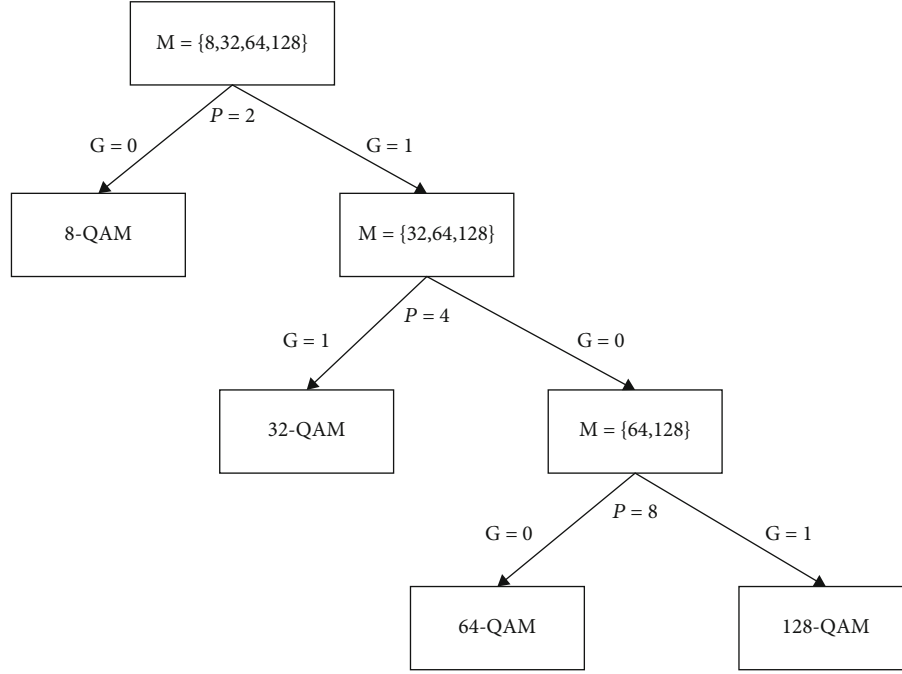 M = {8,32,64,128}
P = 2
G = 0
G = 1
8-QAM
M = {32,64,128}
P = 4
G = 1
G = 0
32-QAM
M = {64,128}
P = 8
G = 0
G = 1
64-QAM
128-QAM